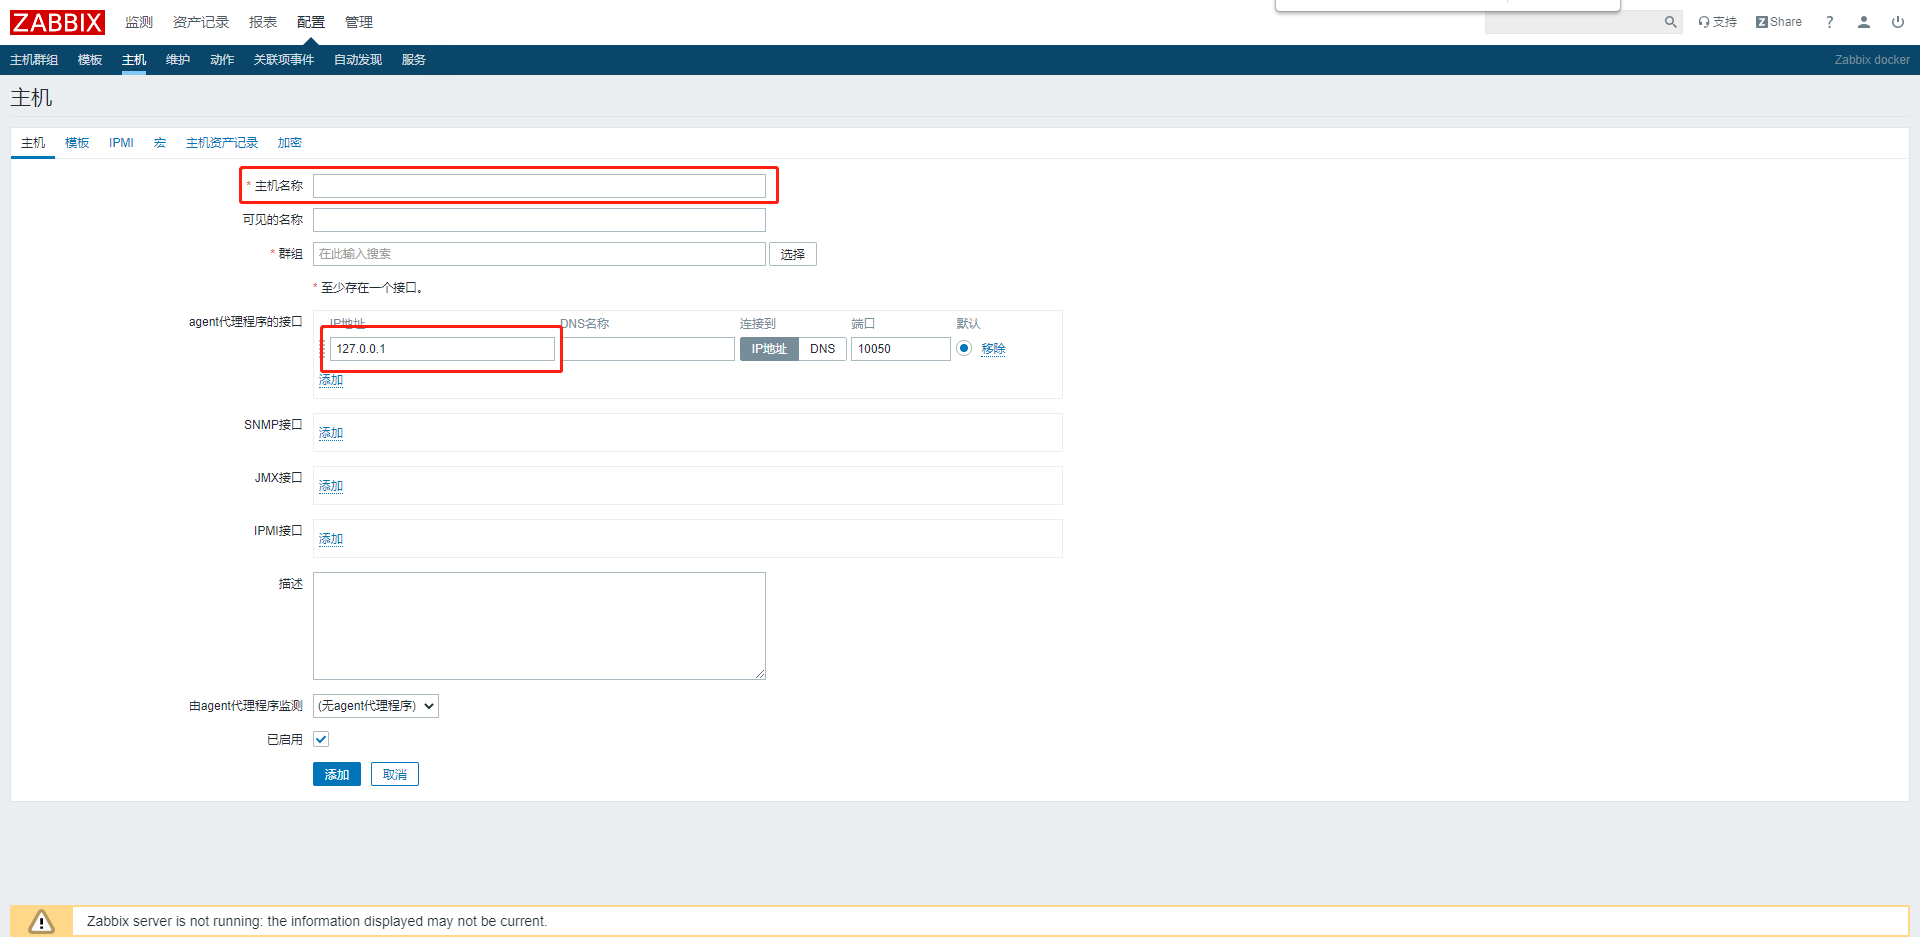 ZABBIX 监测 资产记录 报表 配置 管理 支持 Z Share ?
主机群组 模板 主机 维护 动作 关联项事件 自动发现 服务 Zabbix docker
主机
主机 模板 IPMI 宏 主机资产记录 加密
* 主机名称
可见的名称
* 群组 在此输入搜索 选择
* 至少存在一个接口。
agent代理程序的接口 IP地址 DNS名称 连接到 端口 默认
127.0.0.1 IP地址 DNS 10050 移除
添加
SNMP接口 添加
JMX接口 添加
IPMI接口 添加
描述
由agent代理程序监测 (无agent代理程序)
已启用
添加 取消
Zabbix server is not running: the information displayed may not be current.